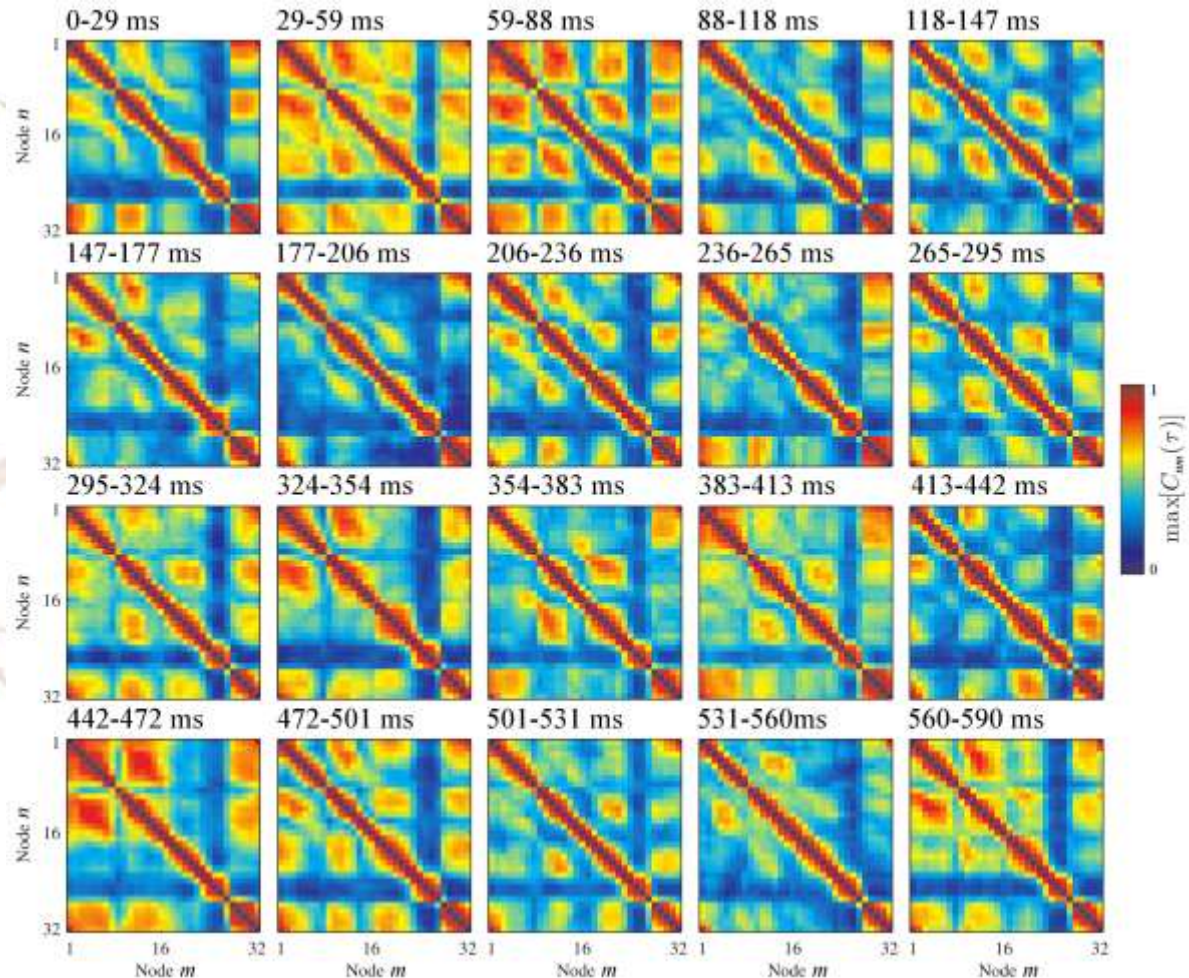 0-29 ms 29-59 ms 59-88 ms 88-118 ms 118-147 ms
1
Node n
16
32
147-177 ms 177-206 ms 206-236 ms 236-265 ms 265-295 ms
1
Node n
16
32
295-324 ms 324-354 ms 354-383 ms 383-413 ms 413-442 ms
1
Node n
16
32
442-472 ms 472-501 ms 501-531 ms 531-560ms 560-590 ms
1
Node n
16
32
1 16 32 1 16 32 1 16 32 1 16 32 1 16 32
Node m Node m Node m Node m Node m
1
max[Cnm(τ)]
0